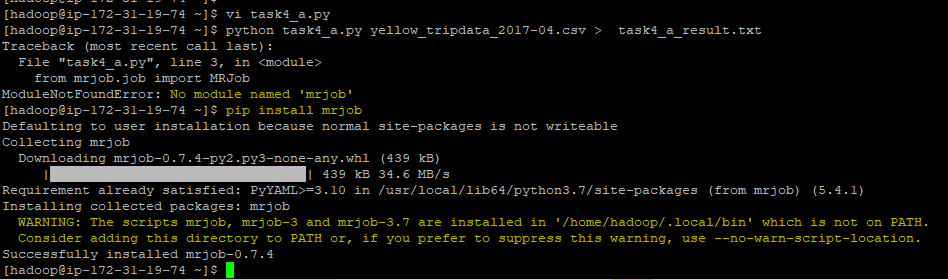 [hadoop@ip-172-31-19-74 ~]$ vi task4_a.py
[hadoop@ip-172-31-19-74 ~]$ python task4_a.py yellow_tripdata_2017-04.csv >  task4_a_result.txt
Traceback (most recent call last):
  File "task4_a.py", line 3, in <module>
    from mrjob.job import MRJob
ModuleNotFoundError: No module named 'mrjob'
[hadoop@ip-172-31-19-74 ~]$ pip install mrjob
Defaulting to user installation because normal site-packages is not writeable
Collecting mrjob
  Downloading mrjob-0.7.4-py2.py3-none-any.whl (439 kB)
     |████████████████████████████████| 439 kB 34.6 MB/s
Requirement already satisfied: PyYAML>=3.10 in /usr/local/lib64/python3.7/site-packages (from mrjob) (5.4.1)
Installing collected packages: mrjob
  WARNING: The scripts mrjob, mrjob-3 and mrjob-3.7 are installed in '/home/hadoop/.local/bin' which is not on PATH.
  Consider adding this directory to PATH or, if you prefer to suppress this warning, use --no-warn-script-location.
Successfully installed mrjob-0.7.4
[hadoop@ip-172-31-19-74 ~]$